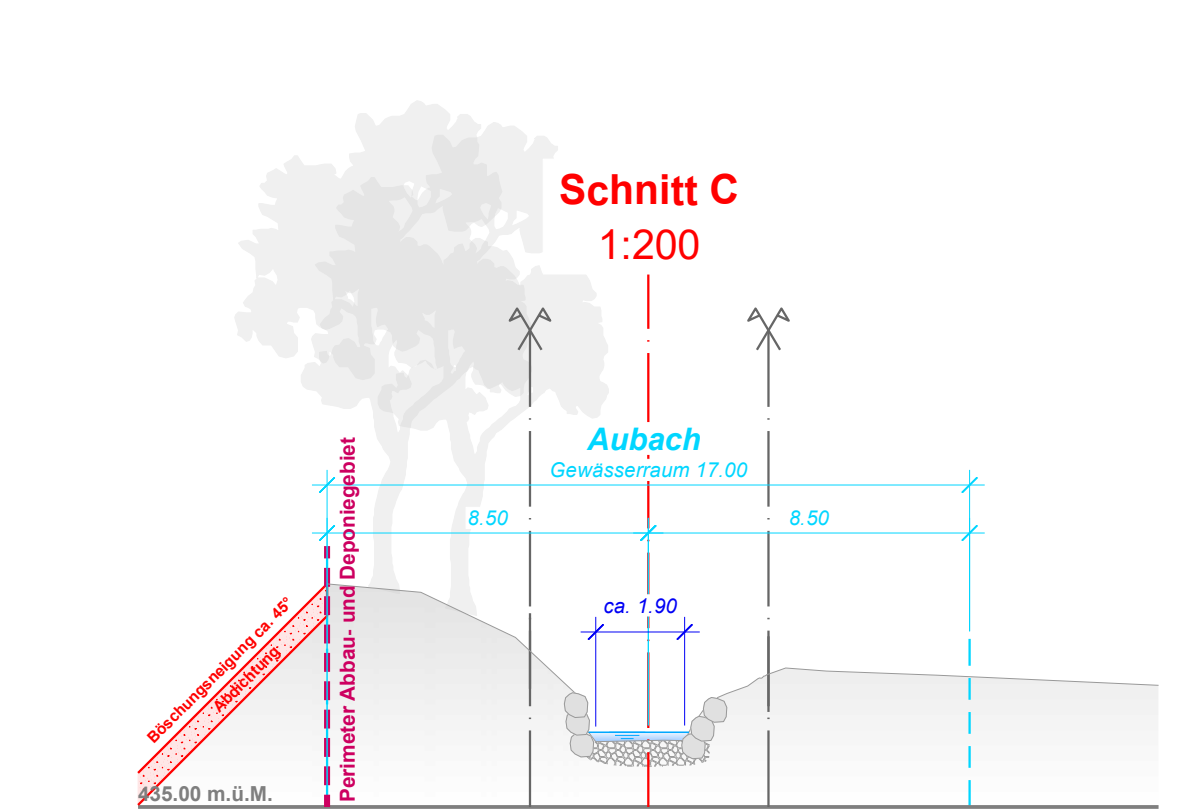 Schnitt C
1:200
Aubach
Gewässerraum 17.00
8.50
8.50
ca. 1.90
Perimeter Abbau- und Deponiegebiet
Böschungsneigung ca. 45°
Abdichtung
435.00 m.ü.M.